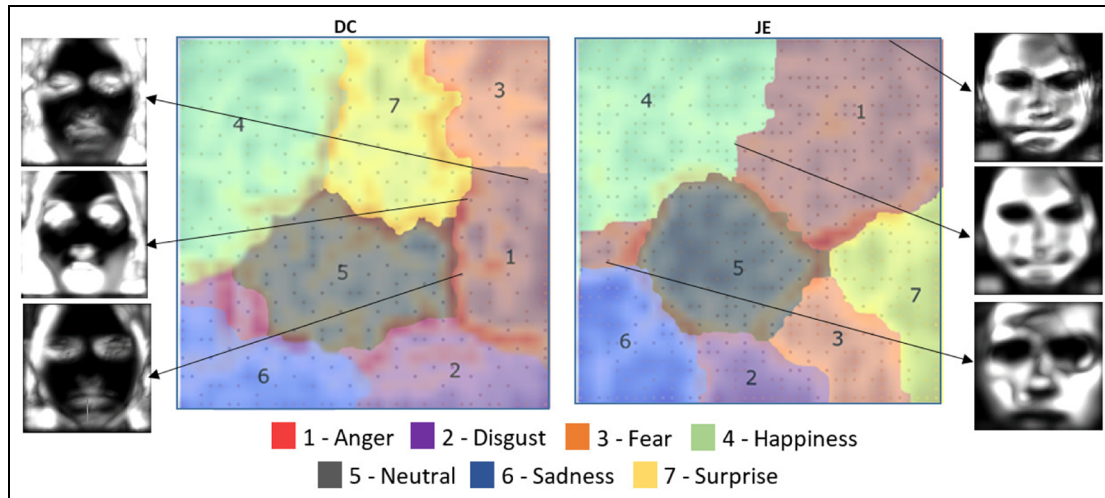 DC
JE
4
7
3
5
1
6
2
4
1
5
7
6
3
2
1 - Anger
2 - Disgust
3 - Fear
4 - Happiness
5 - Neutral
6 - Sadness
7 - Surprise